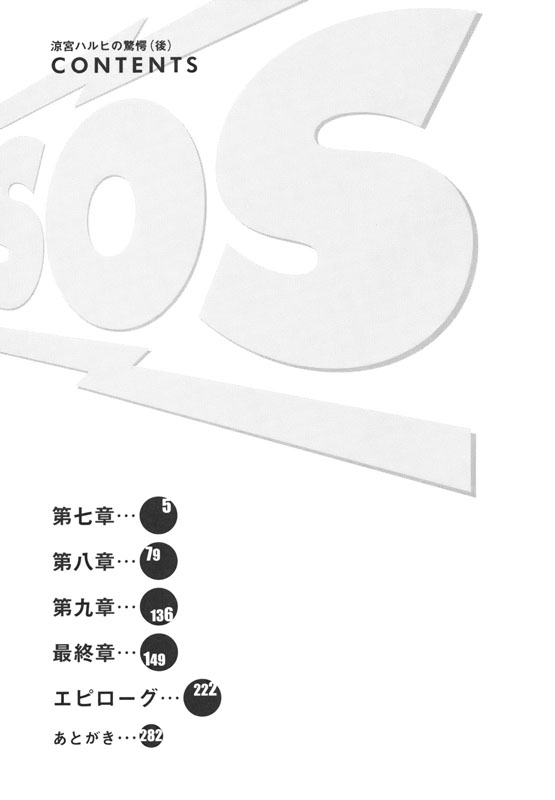 涼宮ハルヒの驚愕(後)
CONTENTS
SOS
第七章…5
第八章…79
第九章…136
最終章…149
エピローグ…222
あとがき…282